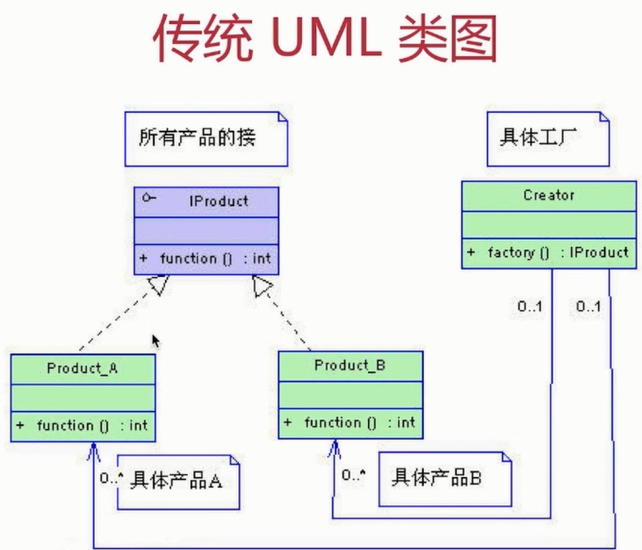 传统 UML 类图
所有产品的接
具体工厂
IProduct
+ function () : int
Creator
+ factory () : IProduct
0..1
0..1
Product_A
+ function () : int
Product_B
+ function () : int
0..*
具体产品A
0..*
具体产品B